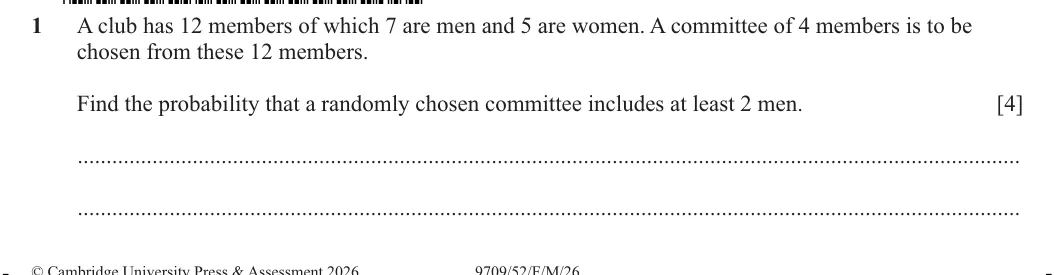 1 A club has 12 members of which 7 are men and 5 are women. A committee of 4 members is to be
chosen from these 12 members.
Find the probability that a randomly chosen committee includes at least 2 men. [4]
................................................................................................................................................................
................................................................................................................................................................
© Cambridge University Press & Assessment 2026 9709/52/F/M/26